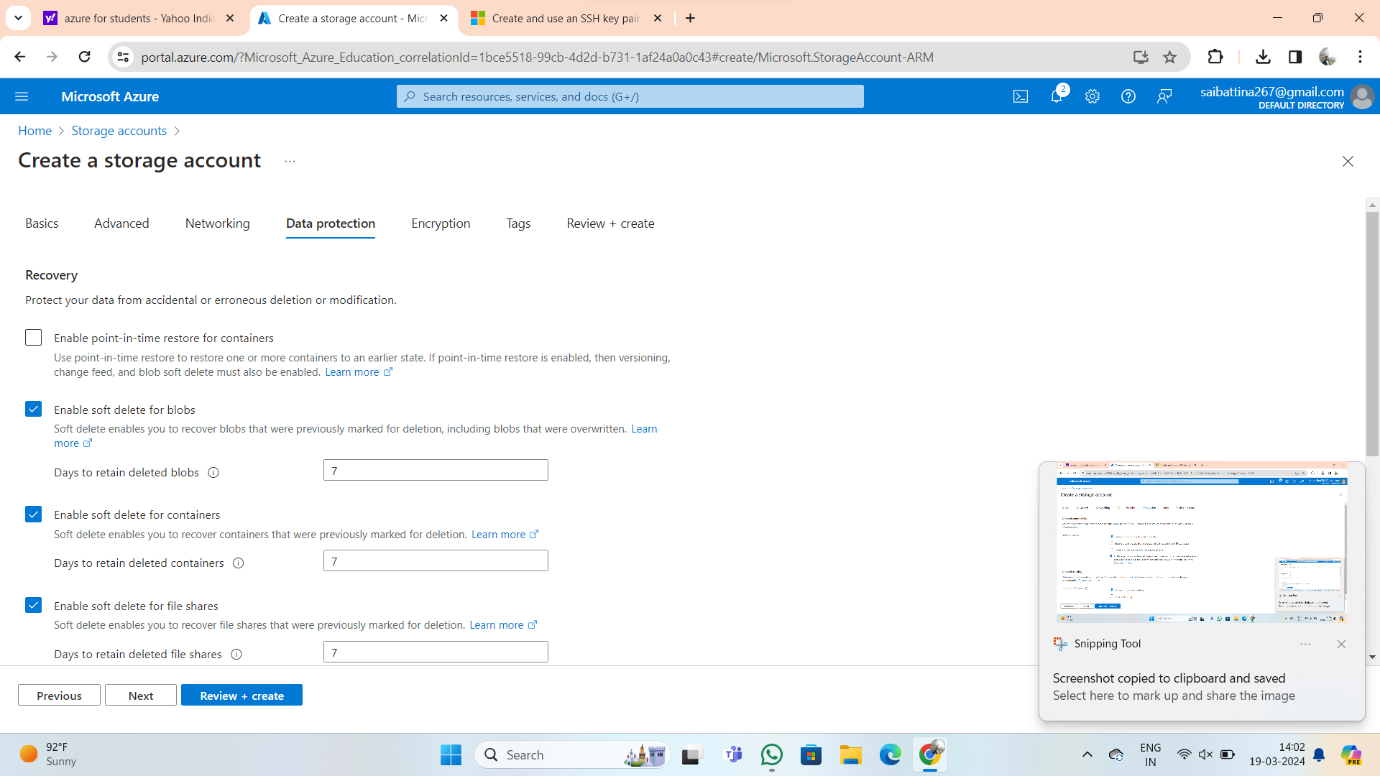 azure for students - Yahoo India
Create a storage account - Micr
Create and use an SSH key pair
portal.azure.com/?Microsoft_Azure_Education_correlationId=1bce5518-99cb-4d2d-b731-1af24a0a0c43#create/Microsoft.StorageAccount-ARM
Microsoft Azure
Search resources, services, and docs (G+/)
2
saibattina267@gmail.com
DEFAULT DIRECTORY
Home > Storage accounts >
Create a storage account ...
Basics Advanced Networking Data protection Encryption Tags Review + create
Recovery
Protect your data from accidental or erroneous deletion or modification.
Enable point-in-time restore for containers
Use point-in-time restore to restore one or more containers to an earlier state. If point-in-time restore is enabled, then versioning,
change feed, and blob soft delete must also be enabled. Learn more
Enable soft delete for blobs
Soft delete enables you to recover blobs that were previously marked for deletion, including blobs that were overwritten. Learn
more
Days to retain deleted blobs 7
Enable soft delete for containers
Soft delete enables you to recover containers that were previously marked for deletion. Learn more
Days to retain deleted containers 7
Enable soft delete for file shares
Soft delete enables you to recover file shares that were previously marked for deletion. Learn more
Days to retain deleted file shares 7
Previous Next Review + create
Create a storage account
Snipping Tool
Screenshot copied to clipboard and saved
Select here to mark up and share the image
92°F
Sunny
Search
ENG
IN
14:02
19-03-2024
PRE